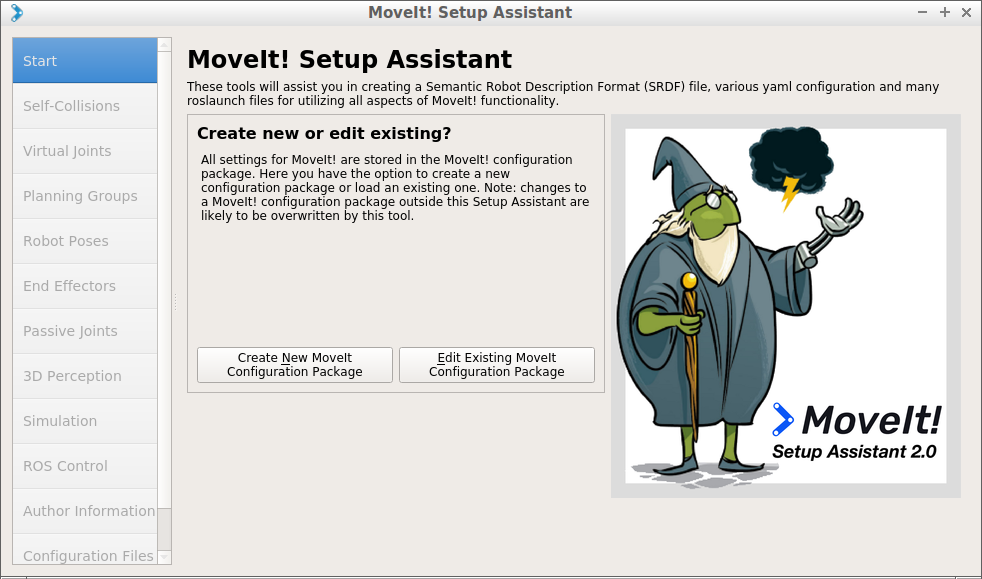 MoveIt! Setup Assistant
Start
Self-Collisions
Virtual Joints
Planning Groups
Robot Poses
End Effectors
Passive Joints
3D Perception
Simulation
ROS Control
Author Information
Configuration Files
MoveIt! Setup Assistant
These tools will assist you in creating a Semantic Robot Description Format (SRDF) file, various yaml configuration and many
roslaunch files for utilizing all aspects of MoveIt! functionality.
Create new or edit existing?
All settings for MoveIt! are stored in the MoveIt! configuration
package. Here you have the option to create a new
configuration package or load an existing one. Note: changes to
a MoveIt! configuration package outside this Setup Assistant are
likely to be overwritten by this tool.
Create New MoveIt
Configuration Package
Edit Existing MoveIt
Configuration Package
MoveIt!
Setup Assistant 2.0